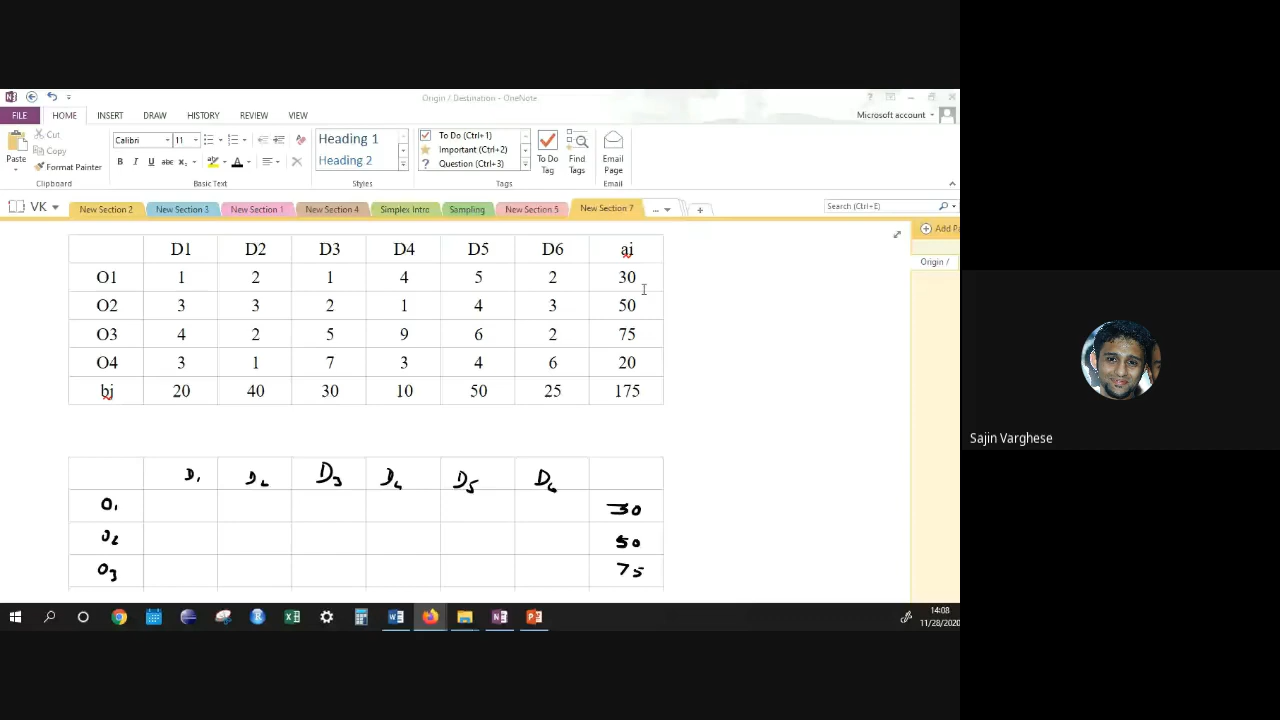 Origin / Destination - OneNote
?
FILE HOME INSERT DRAW HISTORY REVIEW VIEW Microsoft account
Paste Cut Copy Format Painter
Calibri 11
B I U abc X₂ A
Heading 1
Heading 2
To Do (Ctrl+1)
Important (Ctrl+2)
? Question (Ctrl+3)
To Do Tag
Find Tags
Email Page
Clipboard Basic Text Styles Tags Email
VK New Section 2 New Section 3 New Section 1 New Section 4 Simplex Intro Sampling New Section 5 New Section 7 ... + Search (Ctrl+E)
Add Pa
Origin /
D1 D2 D3 D4 D5 D6 ai
O1 1 2 1 4 5 2 30
O2 3 3 2 1 4 3 50
O3 4 2 5 9 6 2 75
O4 3 1 7 3 4 6 20
bj 20 40 30 10 50 25 175
D1 D2 D3 D4 D5 D6
O1 30
O2 50
O3 75
Sajin Varghese
14:08
11/28/2020